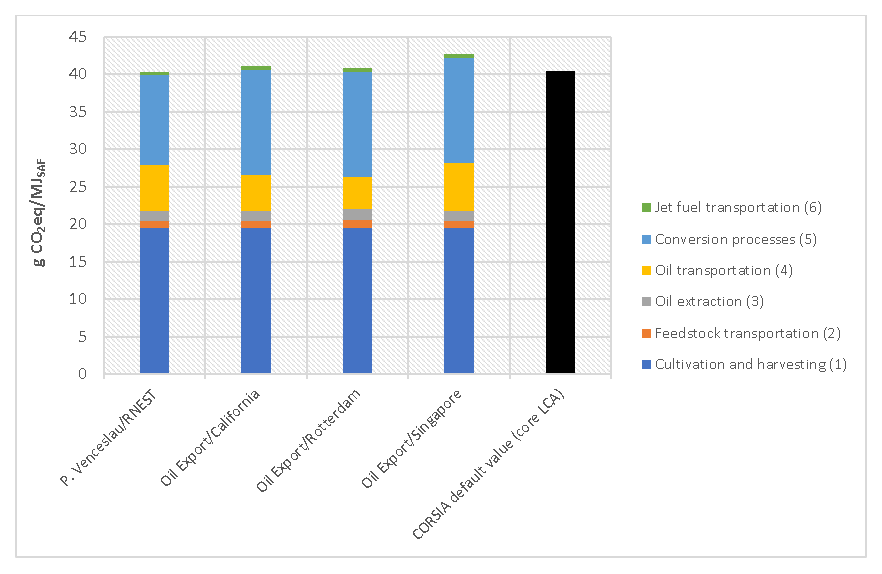 45
40
35
30
25
20
15
10
5
0
g CO₂eq/MJSAF
P. Venceslau/RNEST
Oil Export/California
Oil Export/Rotterdam
Oil Export/Singapore
CORSIA default value (core LCA)
Jet fuel transportation (6)
Conversion processes (5)
Oil transportation (4)
Oil extraction (3)
Feedstock transportation (2)
Cultivation and harvesting (1)